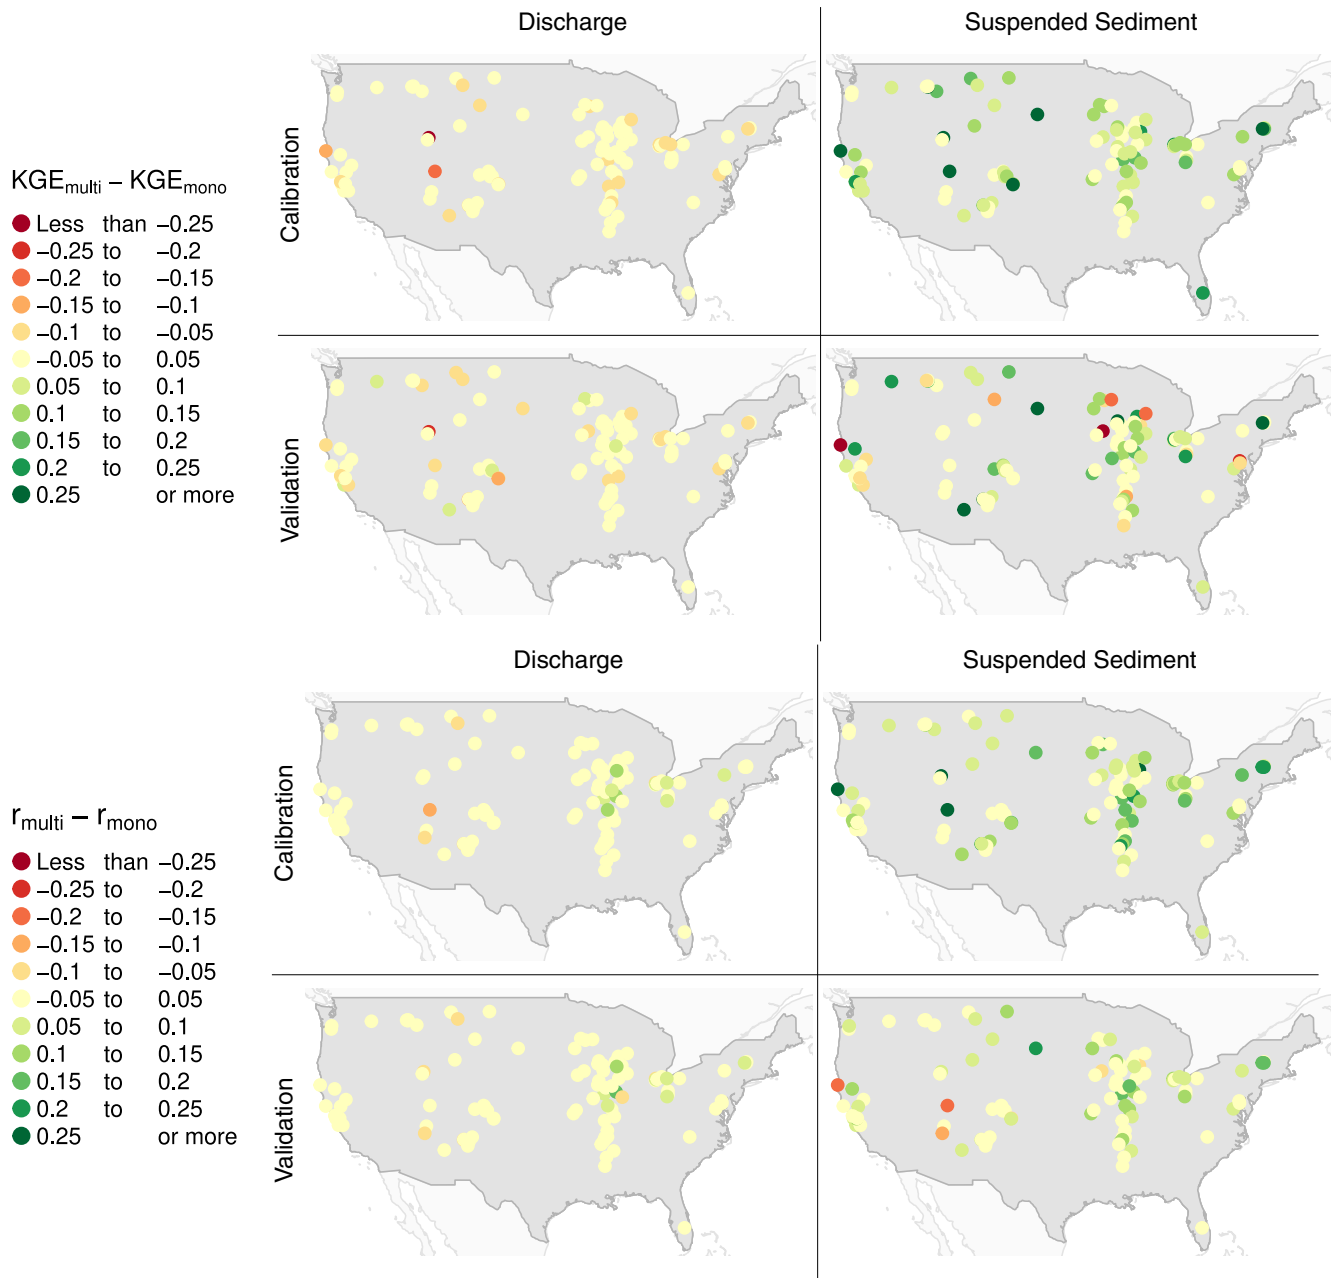 Discharge
Suspended Sediment
Calibration
KGEmulti − KGEmono
Less than −0.25
−0.25 to −0.2
−0.2 to −0.15
−0.15 to −0.1
−0.1 to −0.05
−0.05 to 0.05
0.05 to 0.1
0.1 to 0.15
0.15 to 0.2
0.2 to 0.25
0.25 or more
Validation
Discharge
Suspended Sediment
Calibration
rmulti − rmono
Less than −0.25
−0.25 to −0.2
−0.2 to −0.15
−0.15 to −0.1
−0.1 to −0.05
−0.05 to 0.05
0.05 to 0.1
0.1 to 0.15
0.15 to 0.2
0.2 to 0.25
0.25 or more
Validation